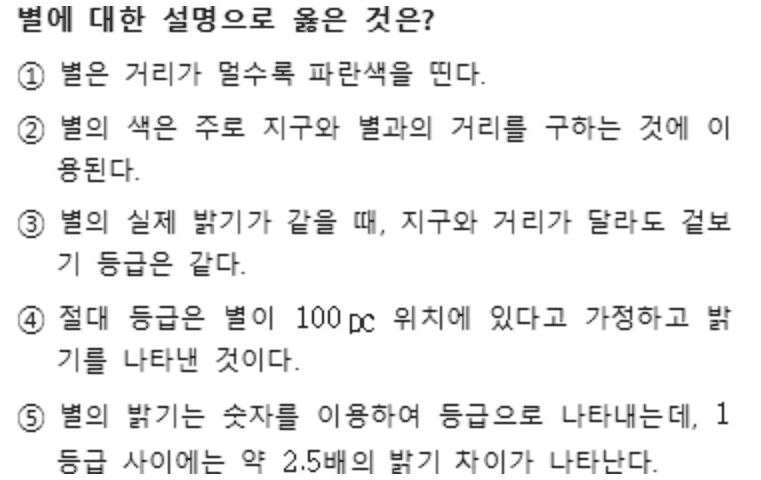 별에 대한 설명으로 옳은 것은?
① 별은 거리가 멀수록 파란색을 띤다.
② 별의 색은 주로 지구와 별과의 거리를 구하는 것에 이
용된다.
③ 별의 실제 밝기가 같을 때, 지구와 거리가 달라도 겉보
기 등급은 같다.
④ 절대 등급은 별이 100pc 위치에 있다고 가정하고 밝
기를 나타낸 것이다.
⑤ 별의 밝기는 숫자를 이용하여 등급으로 나타내는데, 1
등급 사이에는 약 2.5배의 밝기 차이가 나타난다.